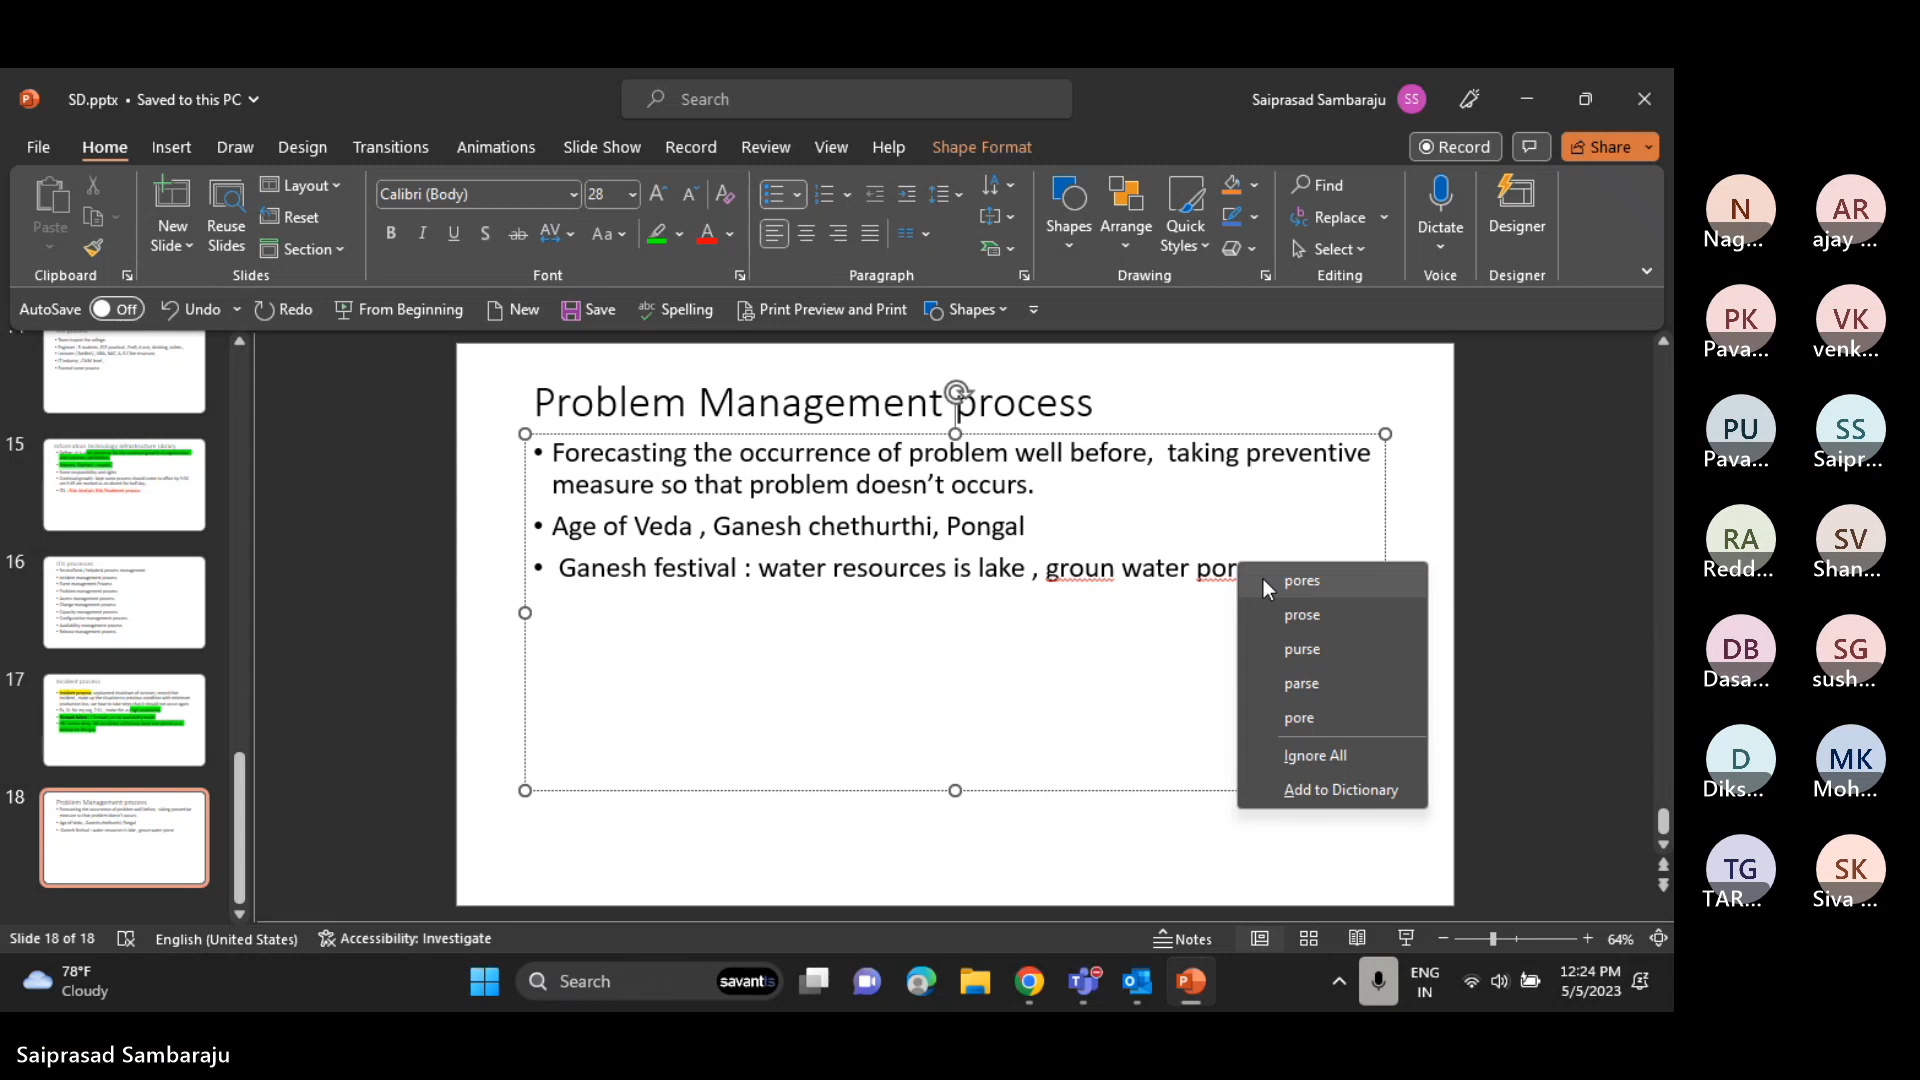 SD.pptx • Saved to this PC
Search
Saiprasad Sambaraju SS
File Home Insert Draw Design Transitions Animations Slide Show Record Review View Help Shape Format
Record
Share
Paste
New Slide
Reuse Slides
Layout
Reset
Section
Calibri (Body) 28
Shapes
Arrange
Quick Styles
Find
Replace
Select
Dictate
Designer
Clipboard Slides Font Paragraph Drawing Editing Voice Designer
AutoSave Off Undo Redo From Beginning New Save Spelling Print Preview and Print Shapes
15
16
17
18
Problem Management process
• Forecasting the occurrence of problem well before, taking preventive
measure so that problem doesn’t occurs.
• Age of Veda , Ganesh chethurthi, Pongal
• Ganesh festival : water resources is lake , groun water por
pores
prose
purse
parse
pore
Ignore All
Add to Dictionary
Slide 18 of 18 English (United States) Accessibility: Investigate Notes 64%
78°F
Cloudy
Search
savantis
ENG
IN
12:24 PM
5/5/2023
N
Nag...
AR
ajay ...
PK
Pava...
VK
venk...
PU
Pava...
SS
Saipr...
RA
Redd...
SV
Shan...
DB
Dasa...
SG
sush...
D
Diks...
MK
Moh...
TG
TAR...
SK
Siva ...
Saiprasad Sambaraju